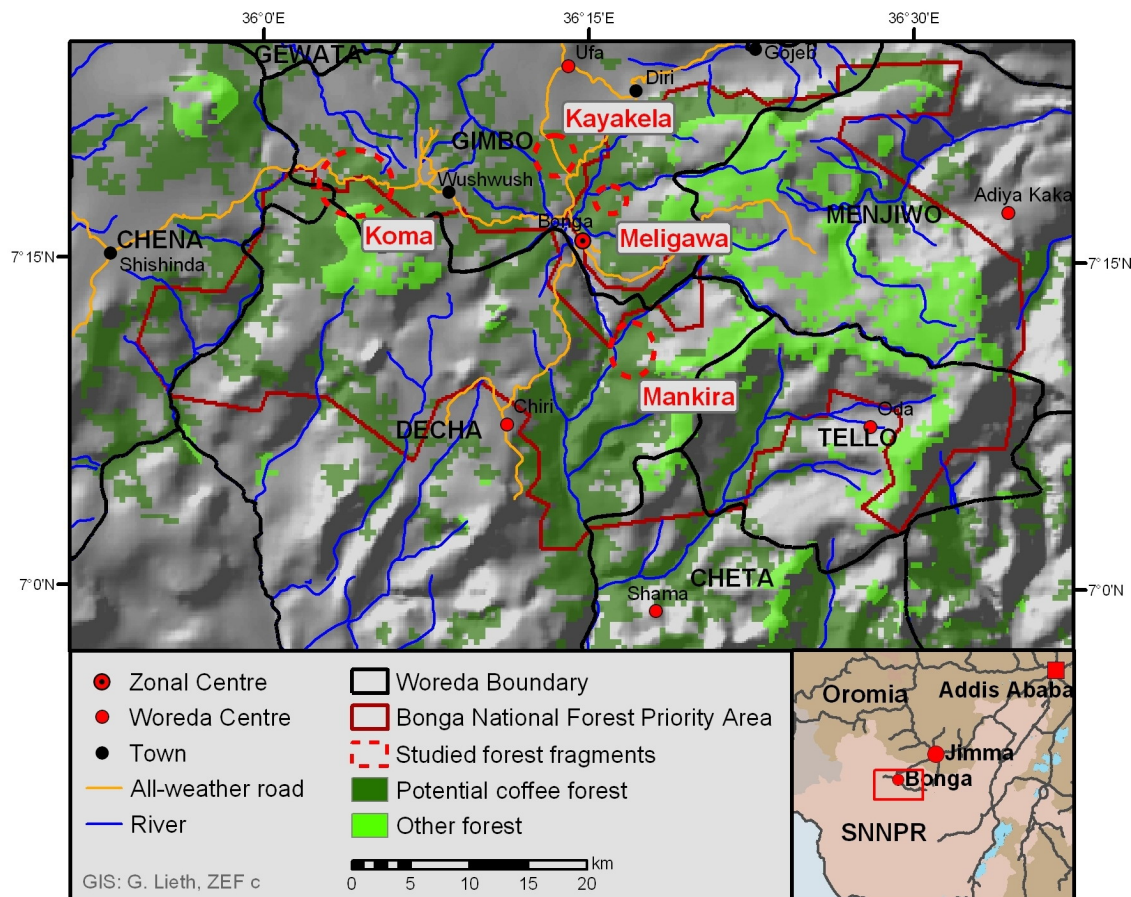 36°0'E
36°15'E
36°30'E
GEWATA
Ufa
Gojeb
Diri
Kayakela
GIMBO
Wushwush
Adiya Kaka
MENJIWO
Koma
Bonga
Meligawa
CHENA
Shishinda
7°15'N
7°15'N
Mankira
Chiri
DECHA
Oda
TELLO
CHETA
Shama
7°0'N
7°0'N
Zonal Centre
Woreda Centre
Town
All-weather road
River
GIS: G. Lieth, ZEF c
Woreda Boundary
Bonga National Forest Priority Area
Studied forest fragments
Potential coffee forest
Other forest
km
0 5 10 15 20
Oromia
Addis Ababa
Jimma
Bonga
SNNPR